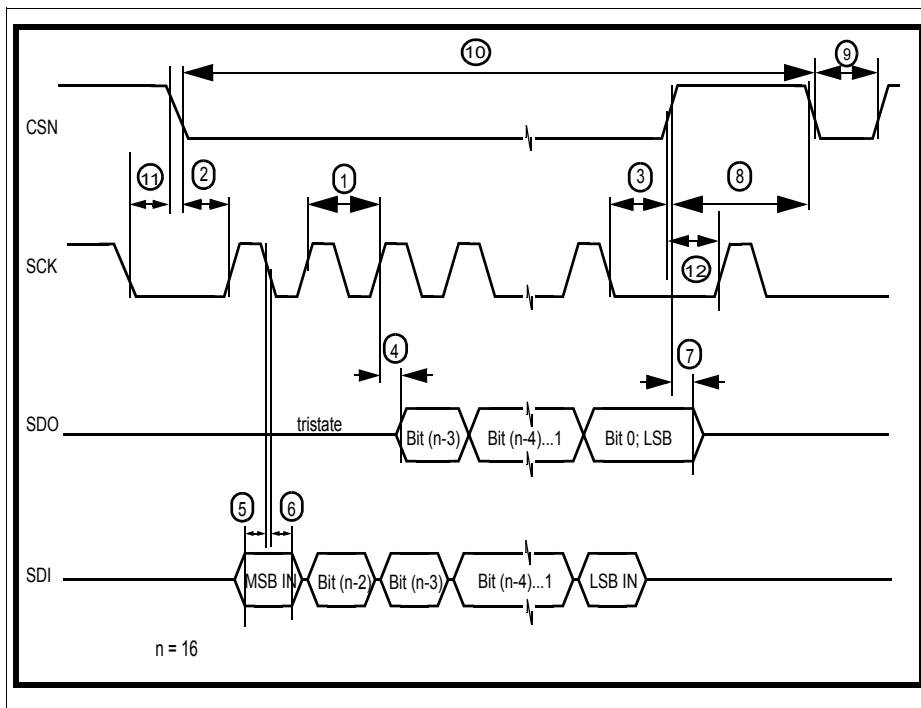 10
9
CSN
11
2
1
3
8
SCK
12
4
7
SDO
tristate
Bit (n-3)
Bit (n-4)...1
Bit 0; LSB
5
6
SDI
MSB IN
Bit (n-2)
Bit (n-3)
Bit (n-4)...1
LSB IN
n = 16